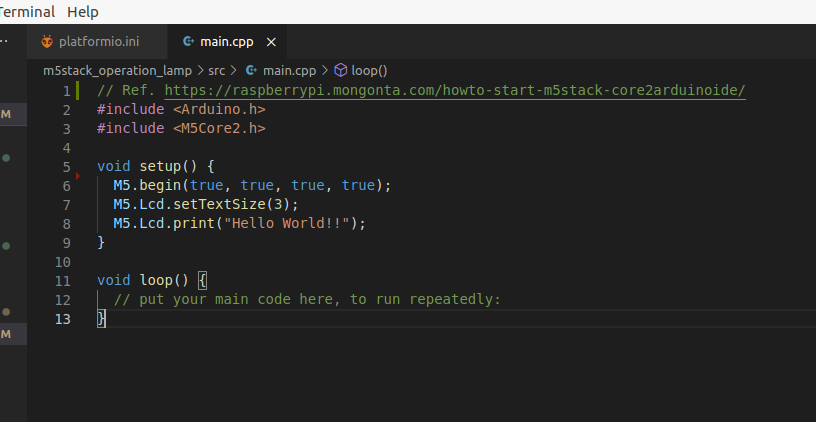 Terminal Help
platformio.ini main.cpp
m5stack_operation_lamp > src > main.cpp > loop()
1 // Ref. https://raspberrypi.mongonta.com/howto-start-m5stack-core2arduinoide/
2 #include <Arduino.h>
M
3 #include <M5Core2.h>
4
5 void setup() {
6   M5.begin(true, true, true, true);
7   M5.Lcd.setTextSize(3);
8   M5.Lcd.print("Hello World!!");
9 }
10
11 void loop() {
12   // put your main code here, to run repeatedly:
13 }
M